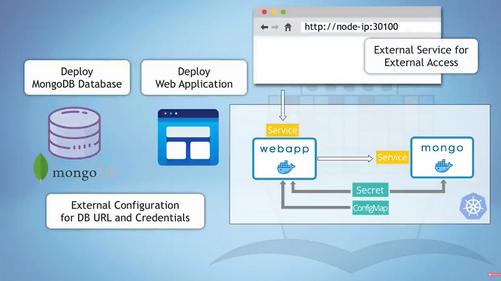 http://node-ip:30100
External Service for
External Access
Deploy
MongoDB Database
Deploy
Web Application
Service
webapp
Service
mongo
mongo
Secret
ConfigMap
External Configuration
for DB URL and Credentials